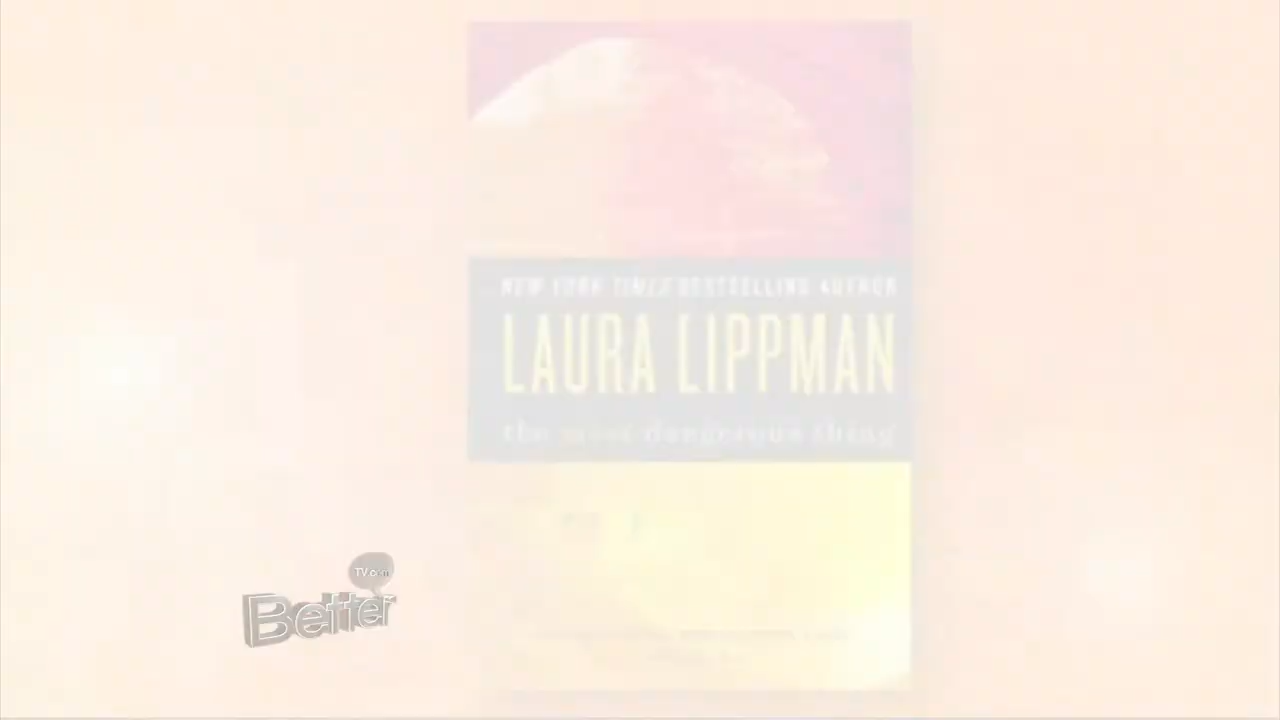 NEW YORK TIMES BESTSELLING AUTHOR
LAURA LIPPMAN
the most dangerous thing
TV.com
Better